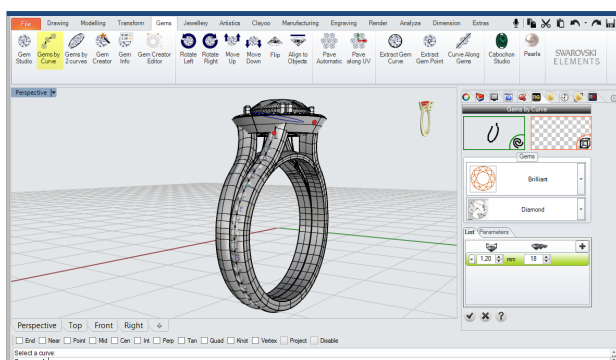 File Drawing Modelling Transform Gems Jewellery Artistica Clayoo Manufacturing Engraving Render Analyze Dimension Extras
Gem Studio
Gems by Curve
Gems by 2 curves
Gem Creator
Gem Info
Gem Creator Editor
Rotate Left
Rotate Right
Move Up
Move Down
Flip
Align to Objects
Pave Automatic
Pave along UV
Extract Gem Curve
Extract Gem Point
Curve Along Gems
Cabochon Studio
Pearls
SWAROVSKI ELEMENTS
Perspective
Gems by Curve
Gems
Brilliant
Diamond
List Parameters
1,20 mm 18
Perspective Top Front Right
End Near Point Mid Cen Int Perp Tan Quad Knot Vertex Project Disable
Select a curve: